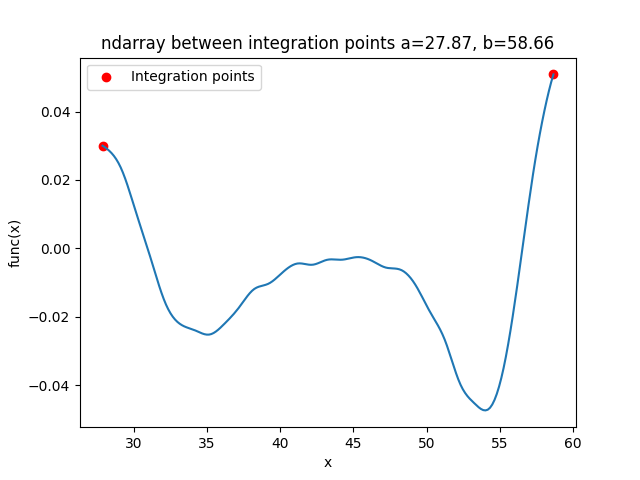 ndarray between integration points a=27.87, b=58.66
Integration points
func(x)
0.04
0.02
0.00
−0.02
−0.04
30 35 40 45 50 55 60
x